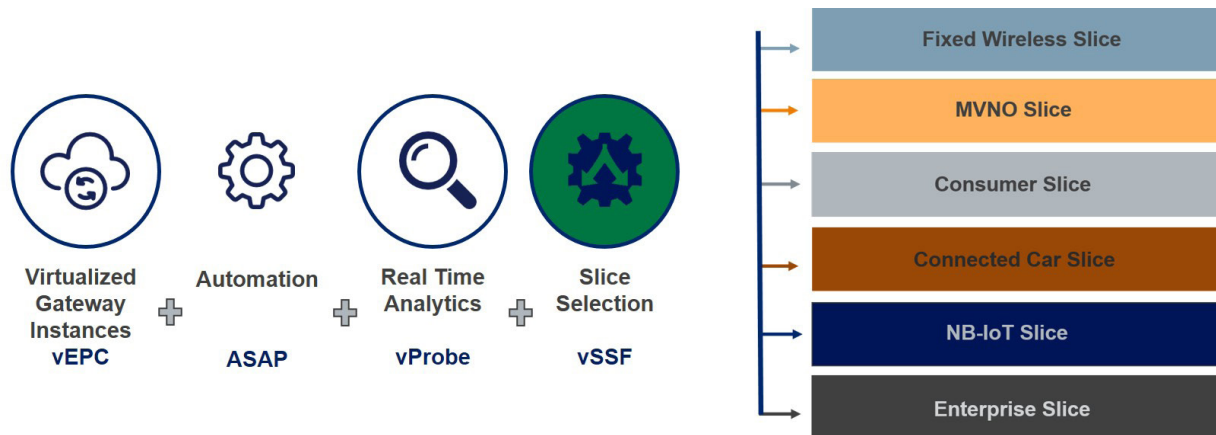 Virtualized
Gateway
Instances
vEPC
Automation
ASAP
Real Time
Analytics
vProbe
Slice
Selection
vSSF
Fixed Wireless Slice
MVNO Slice
Consumer Slice
Connected Car Slice
NB-IoT Slice
Enterprise Slice